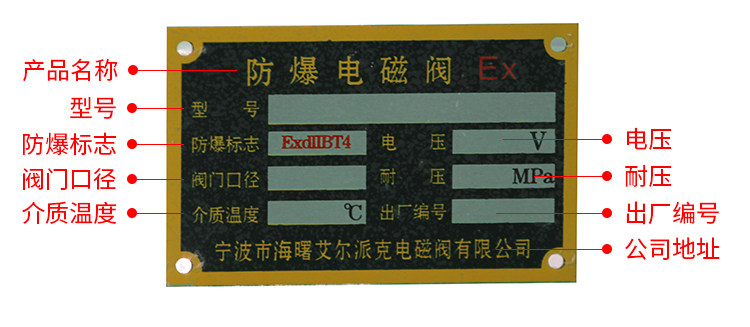 产品名称 防爆电磁阀 Ex
型号 型号
防爆标志 防爆标志 ExdIIBT4 电压 V 电压
阀门口径 阀门口径 耐压 MPa 耐压
介质温度 介质温度 ℃ 出厂编号 出厂编号
宁波市海曙艾尔派克电磁阀有限公司 公司地址